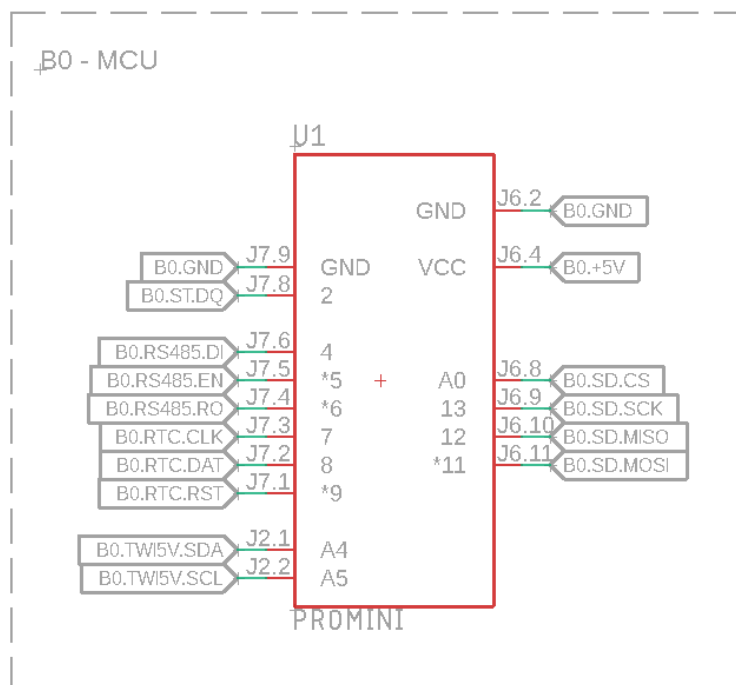 B0 - MCU
U1
GND J6.2 B0.GND
B0.GND J7.9 GND VCC J6.4 B0.+5V
B0.ST.DQ J7.8 2
B0.RS485.DI J7.6 4
B0.RS485.EN J7.5 *5 A0 J6.8 B0.SD.CS
B0.RS485.RO J7.4 *6 13 J6.9 B0.SD.SCK
B0.RTC.CLK J7.3 7 12 J6.10 B0.SD.MISO
B0.RTC.DAT J7.2 8 *11 J6.11 B0.SD.MOSI
B0.RTC.RST J7.1 *9
B0.TWI5V.SDA J2.1 A4
B0.TWI5V.SCL J2.2 A5
PROMINI